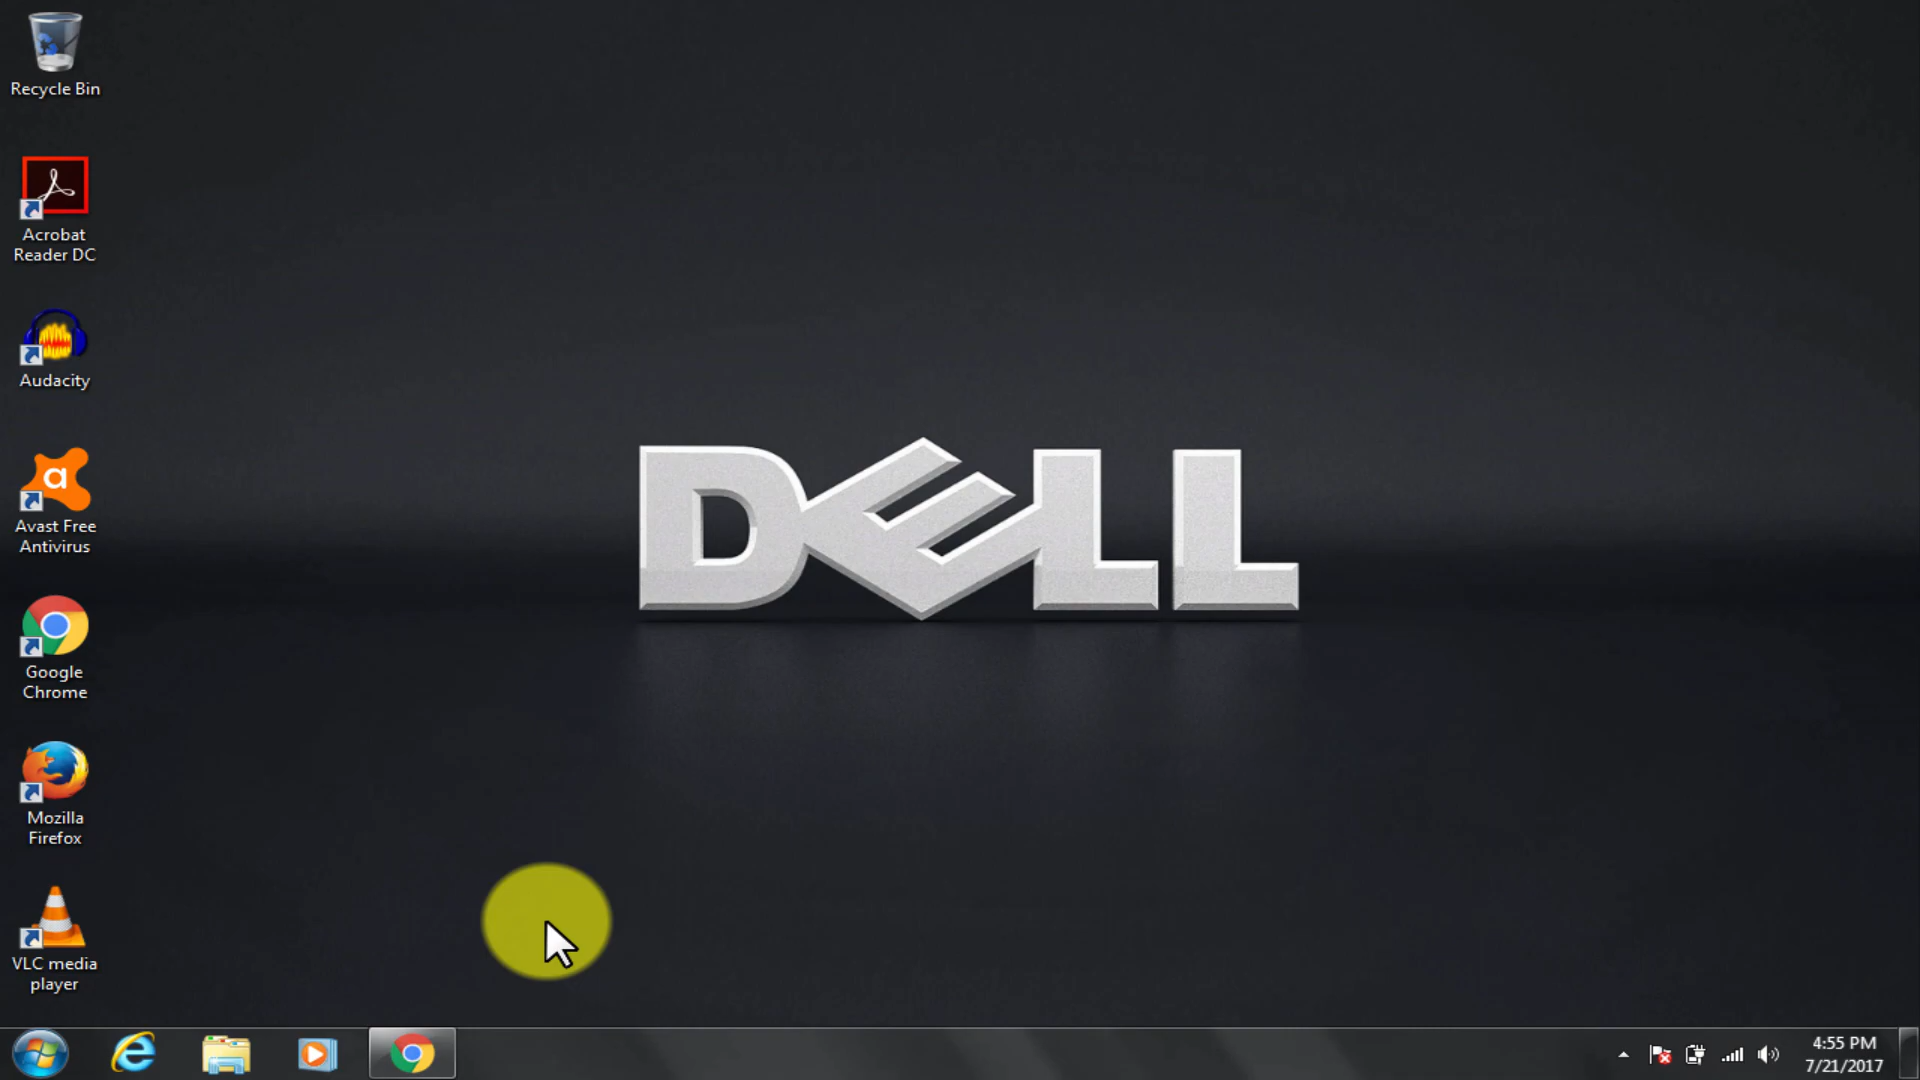 Recycle Bin
Acrobat
Reader DC
Audacity
a
Avast Free
Antivirus
Google
Chrome
Mozilla
Firefox
VLC media
player
DELL
4:55 PM
7/21/2017